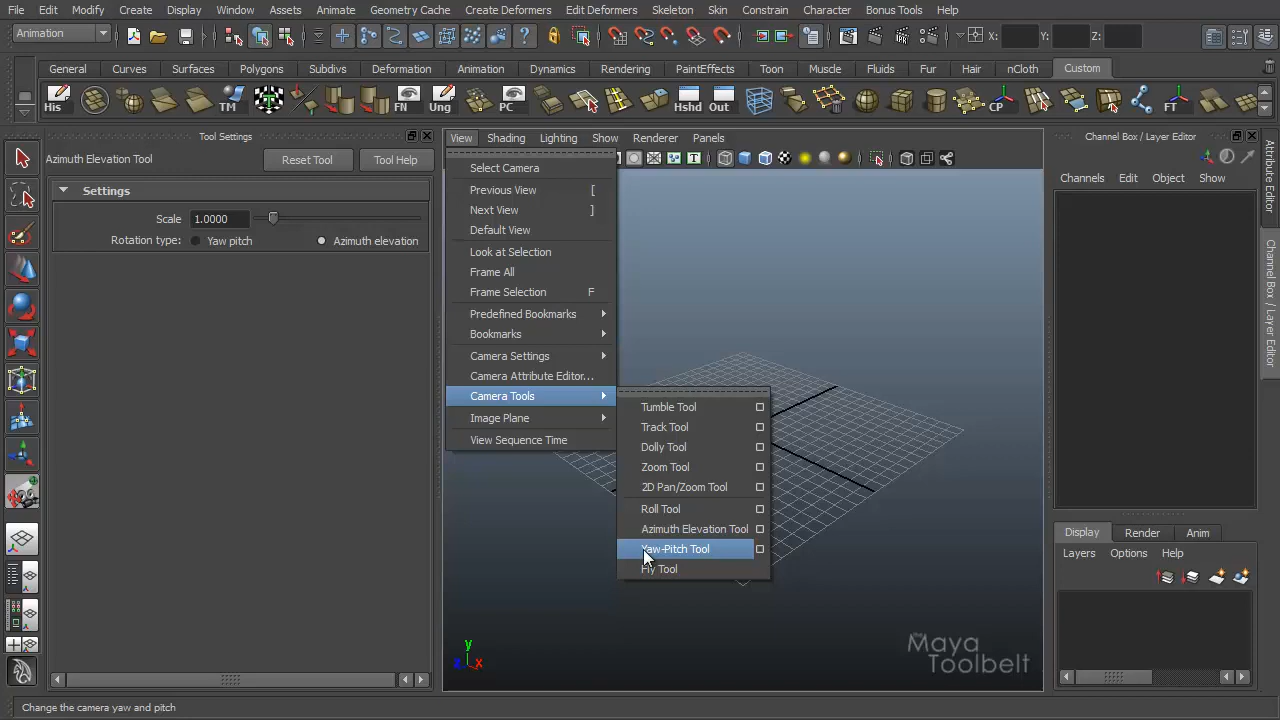 File Edit Modify Create Display Window Assets Animate Geometry Cache Create Deformers Edit Deformers Skeleton Skin Constrain Character Bonus Tools Help
Animation X: Y: Z:
General Curves Surfaces Polygons Subdivs Deformation Animation Dynamics Rendering PaintEffects Toon Muscle Fluids Fur Hair nCloth Custom
His TM FN Ung PC Hshd Out CP FT
Tool Settings
Azimuth Elevation Tool Reset Tool Tool Help
Settings
Scale 1.0000
Rotation type: Yaw pitch Azimuth elevation
View Shading Lighting Show Renderer Panels
Select Camera
Previous View [
Next View ]
Default View
Look at Selection
Frame All
Frame Selection F
Predefined Bookmarks
Bookmarks
Camera Settings
Camera Attribute Editor...
Camera Tools
Image Plane
View Sequence Time
Tumble Tool
Track Tool
Dolly Tool
Zoom Tool
2D Pan/Zoom Tool
Roll Tool
Azimuth Elevation Tool
Yaw-Pitch Tool
Fly Tool
y
z x
the
Maya
Toolbelt
Channel Box / Layer Editor
Channels Edit Object Show
Attribute Editor
Channel Box / Layer Editor
Display Render Anim
Layers Options Help
Change the camera yaw and pitch